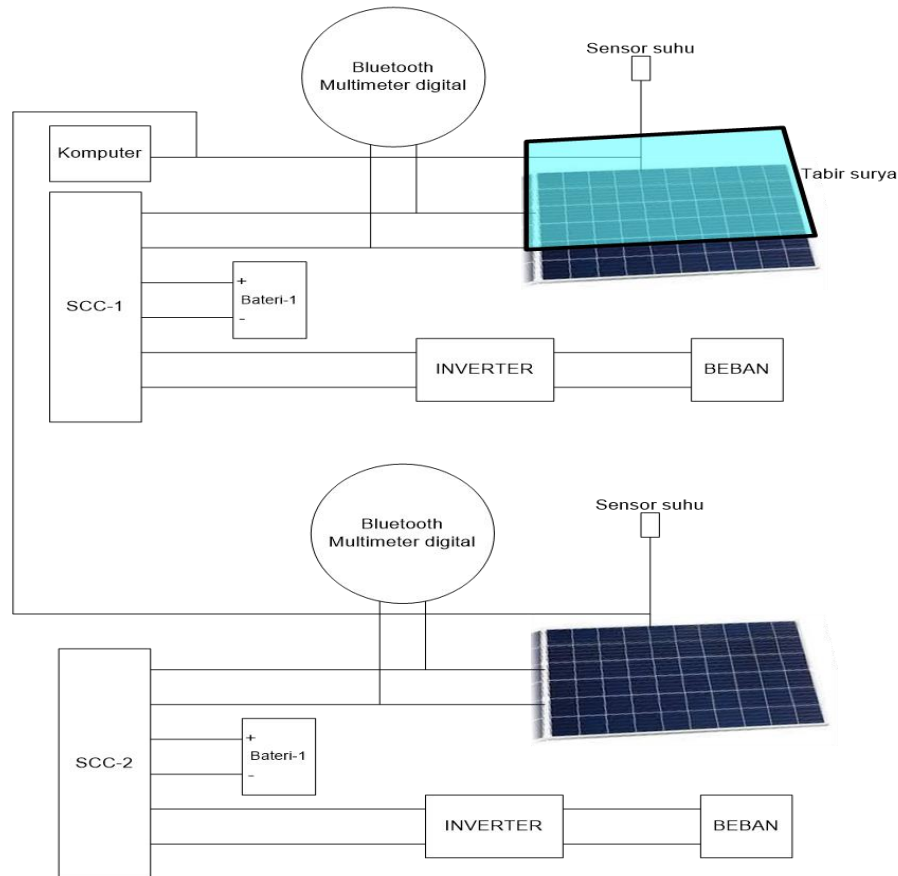 Sensor suhu
Bluetooth
Multimeter digital
Komputer
Tabir surya
SCC-1
+
Bateri-1
-
INVERTER
BEBAN
Sensor suhu
Bluetooth
Multimeter digital
SCC-2
+
Bateri-1
-
INVERTER
BEBAN